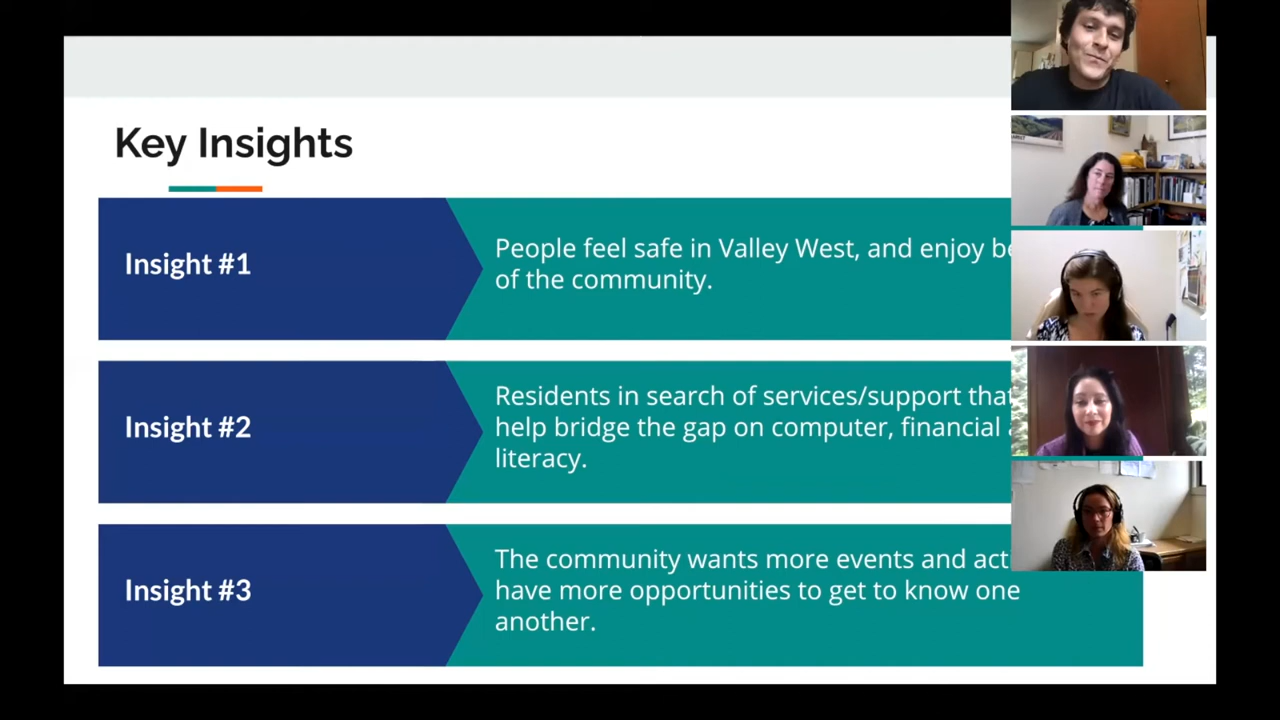 Key Insights
Insight #1
People feel safe in Valley West, and enjoy
of the community.
Insight #2
Residents in search of services/support
help bridge the gap on computer, financial
literacy.
Insight #3
The community wants more events and
have more opportunities to get to know one
another.